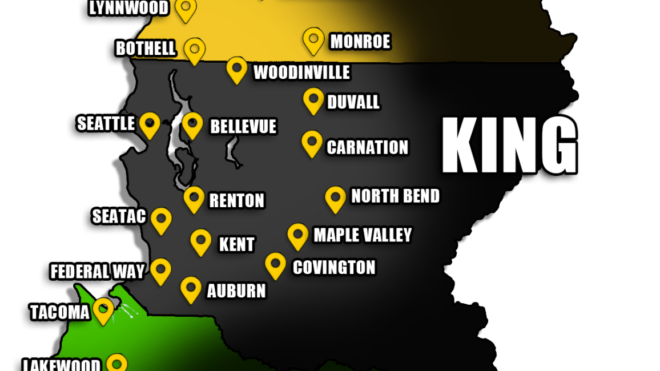 LYNNWOOD
BOTHELL
MONROE
WOODINVILLE
DUVALL
SEATTLE
BELLEVUE
CARNATION
KING
RENTON
NORTH BEND
SEATAC
KENT
MAPLE VALLEY
FEDERAL WAY
COVINGTON
AUBURN
TACOMA
LAKEWOOD